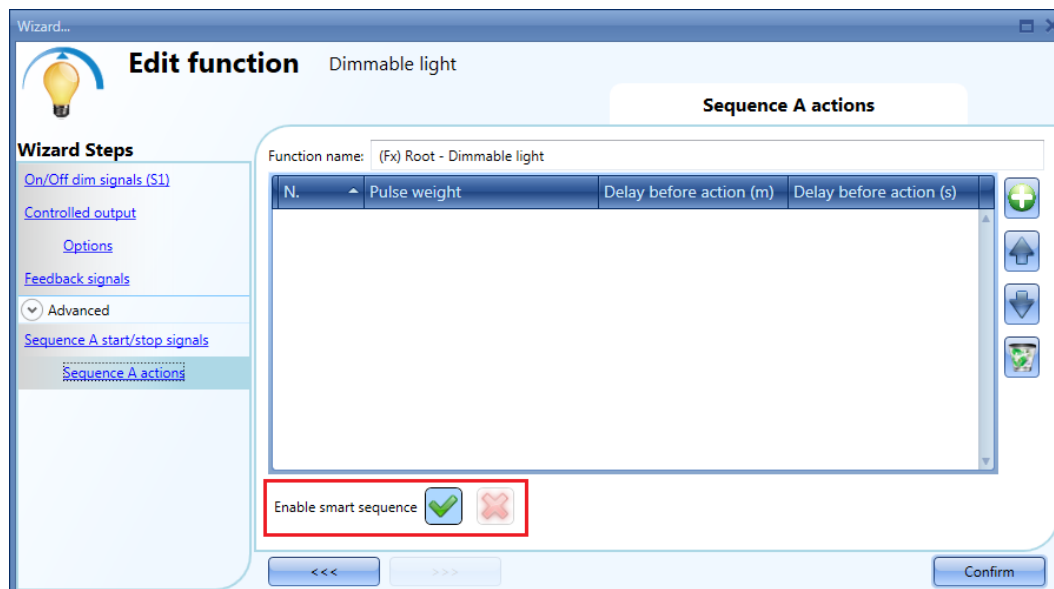 Wizard...
Edit function Dimmable light
Sequence A actions
Wizard Steps
On/Off dim signals (S1)
Controlled output
Options
Feedback signals
Advanced
Sequence A start/stop signals
Sequence A actions
Function name: (Fx) Root - Dimmable light
N. Pulse weight Delay before action (m) Delay before action (s)
Enable smart sequence
<<< >>> Confirm